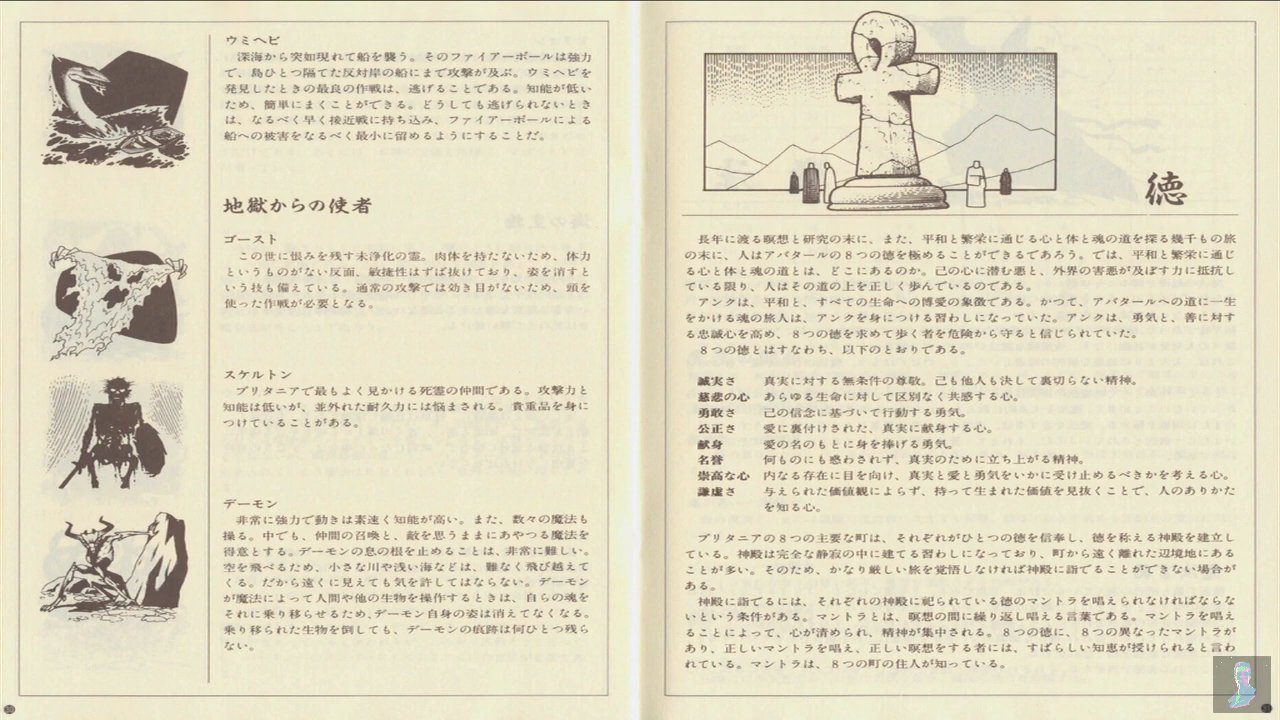 ウミヘビ
深海から突如現れて船を襲う。そのファイアーボールは強力
で、島ひとつ隔てた反対岸の船にまで攻撃が及ぶ。ウミヘビを
発見したときの最良の作戦は、逃げることである。知能が低い
ため、簡単にまくことができる。どうしても逃げられないとき
は、なるべく早く接近戦に持ち込み、ファイアーボールによる
船への被害をなるべく最小に留めるようにすることだ。
地獄からの使者
ゴースト
この世に恨みを残す未浄化の霊。肉体を持たないため、体力
というものがない反面、敏捷性はずば抜けており、姿を消すと
いう技も備えている。通常の攻撃では効き目がないため、頭を
使った作戦が必要となる。
スケルトン
ブリタニアで最もよく見かける死霊の仲間である。攻撃力と
知能は低いが、並外れた耐久力には悩まされる。貴重品を身に
つけていることがある。
デーモン
非常に強力で動きは素速く知能が高い。また、数々の魔法も
操る。中でも、仲間の召喚と、敵を思うままにあやつる魔法を
得意とする。デーモンの息の根を止めることは、非常に難しい。
空を飛べるため、小さな川や浅い海などは、難なく飛び越えて
くる。だから遠くに見えても気を許してはならない。デーモン
が魔法によって人間や他の生物を操作するときは、自らの魂を
それに乗り移らせるため、デーモン自身の姿は消えてなくなる。
乗り移られた生物を倒しても、デーモンの痕跡は何ひとつ残ら
ない。
30
徳
長年に渡る瞑想と研究の末に、また、平和と繁栄に通じる心と体と魂の道を探る幾千もの旅
の末に、人はアバタールの8つの徳を極めることができるであろう。では、平和と繁栄に通じ
る心と体と魂の道とは、どこにあるのか。己の心に潜む悪と、外界の害悪が及ぼす力に抵抗し
ている限り、人はその道の上を正しく歩んでいるのである。
アンクは、平和と、すべての生命への博愛の象徴である。かつて、アバタールへの道に一生
をかける魂の旅人は、アンクを身につける習わしになっていた。アンクは、勇気と、善に対す
る忠誠心を高め、8つの徳を求めて歩く者を危険から守ると信じられていた。
8つの徳とはすなわち、以下のとおりである。
誠実さ 真実に対する無条件の尊敬。己も他人も決して裏切らない精神。
慈悲の心 あらゆる生命に対して区別なく共感する心。
勇敢さ 己の信念に基づいて行動する勇気。
公正さ 愛に裏付けされた、真実に献身する心。
献身 愛の名のもとに身を捧げる勇気。
名誉 何ものにも惑わされず、真実のために立ち上がる精神。
崇高な心 内なる存在に目を向け、真実と愛と勇気をいかに受け止めるべきかを考える心。
謙虚さ 与えられた価値観によらず、持って生まれた価値を見抜くことで、人のありかた
を知る心。
ブリタニアの8つの主要な町は、それぞれがひとつの徳を信奉し、徳を称える神殿を建立し
ている。神殿は完全な静寂の中に建てる習わしになっており、町から遠く離れた辺境地にある
ことが多い。そのため、かなり厳しい旅を覚悟しなければ神殿に詣でることができない場合が
ある。
神殿に詣でるには、それぞれの神殿に祀られている徳のマントラを唱えられなければならな
いという条件がある。マントラとは、瞑想の間に繰り返し唱える言葉である。マントラを唱え
ることによって、心が清められ、精神が集中される。8つの徳に、8つの異なったマントラが
あり、正しいマントラを唱え、正しい瞑想をする者には、すばらしい知恵が授けられると言わ
れている。マントラは、8つの町の住人が知っている。
31